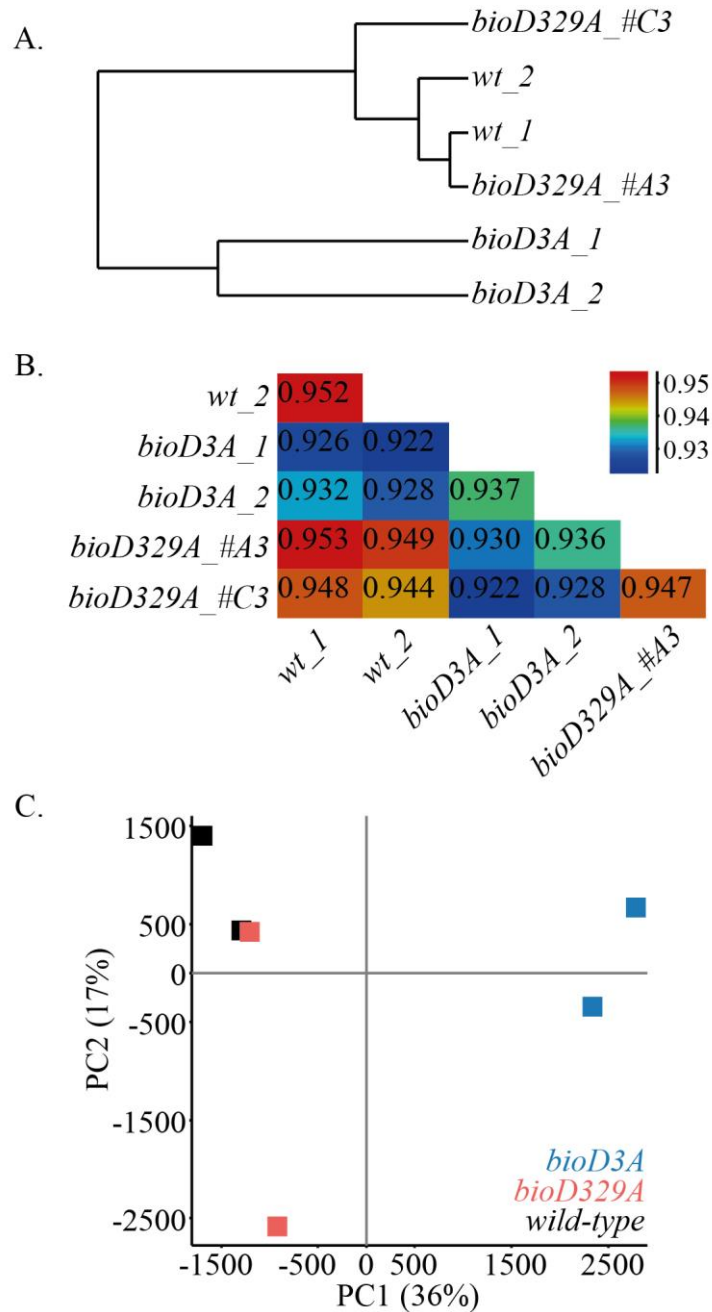 A.
bioD329A_#C3
wt_2
wt_1
bioD329A_#A3
bioD3A_1
bioD3A_2
B.
wt_2 0.952
bioD3A_1 0.926 0.922
bioD3A_2 0.932 0.928 0.937
bioD329A_#A3 0.953 0.949 0.930 0.936
bioD329A_#C3 0.948 0.944 0.922 0.928 0.947
wt_1 wt_2 bioD3A_1 bioD3A_2 bioD329A_#A3
0.95
0.94
0.93
C.
1500
500
0
-500
-1500
-2500
PC2 (17%)
bioD3A
bioD329A
wild-type
-1500 -500 0 500 1500 2500
PC1 (36%)